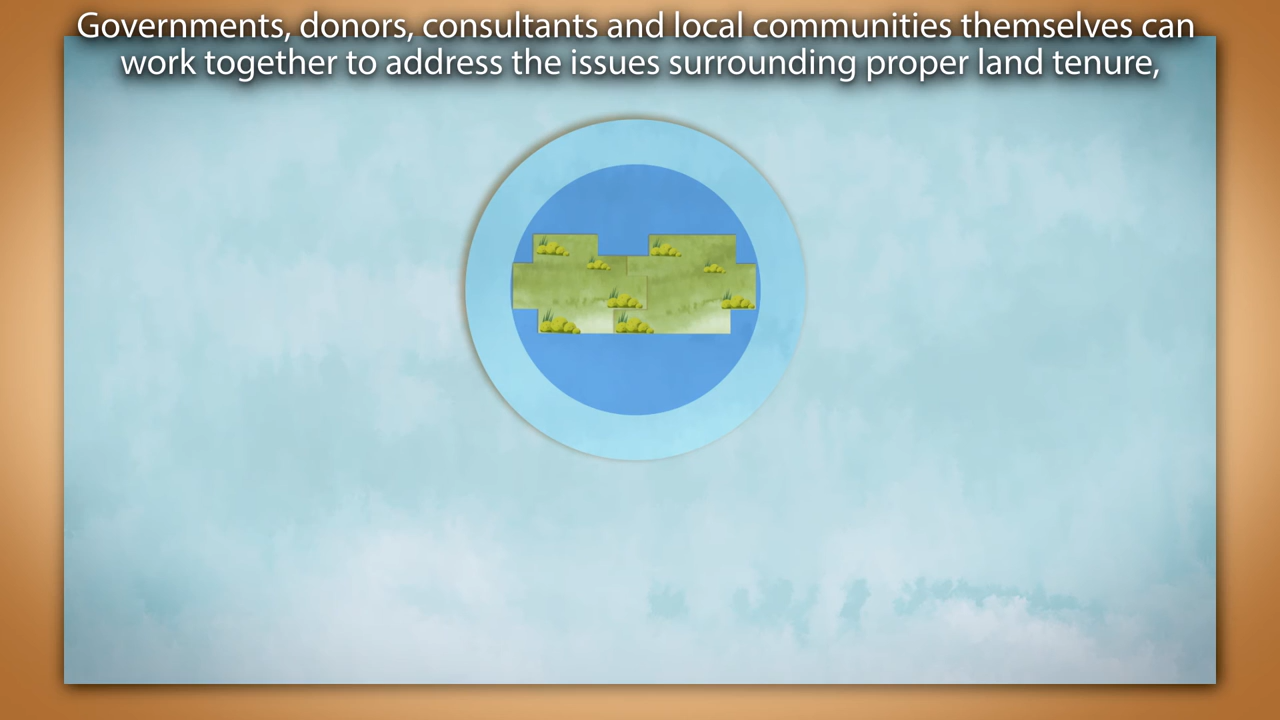 Governments, donors, consultants and local communities themselves can
work together to address the issues surrounding proper land tenure,